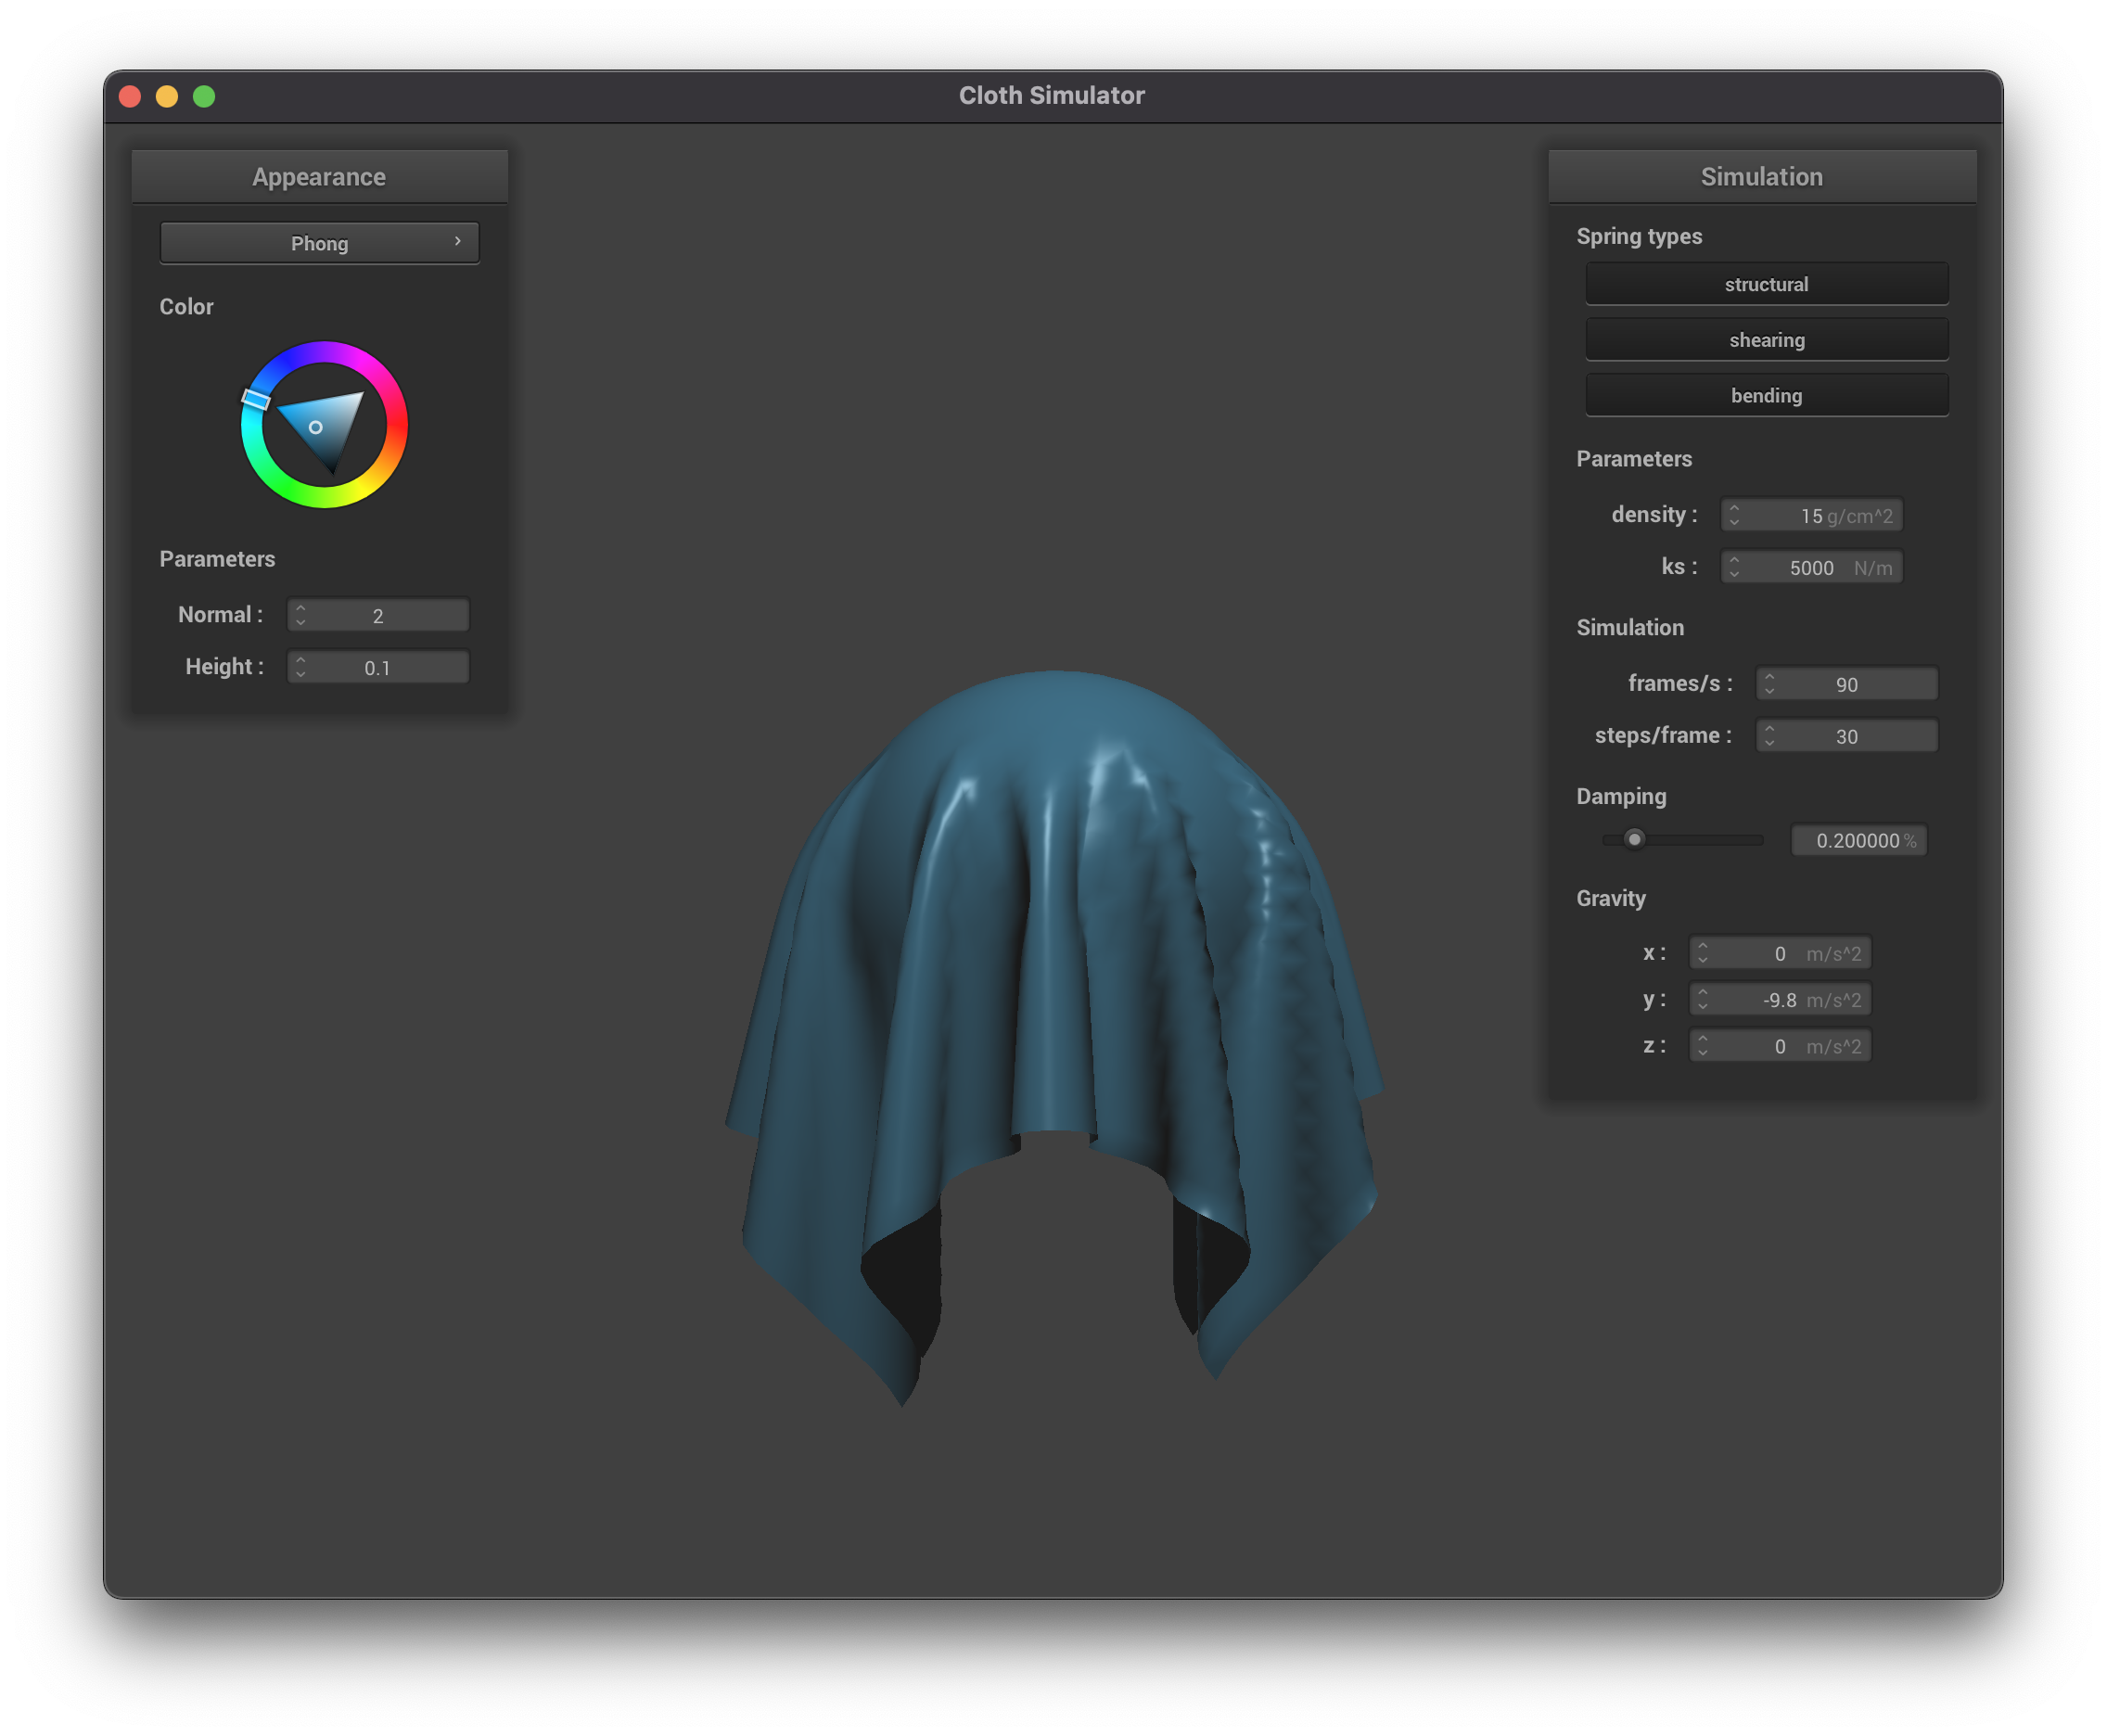 Cloth Simulator
Appearance
Phong
Color
Parameters
Normal : 2
Height : 0.1
Simulation
Spring types
structural
shearing
bending
Parameters
density : 15 g/cm^2
ks : 5000 N/m
Simulation
frames/s : 90
steps/frame : 30
Damping
0.200000 %
Gravity
x : 0 m/s^2
y : -9.8 m/s^2
z : 0 m/s^2